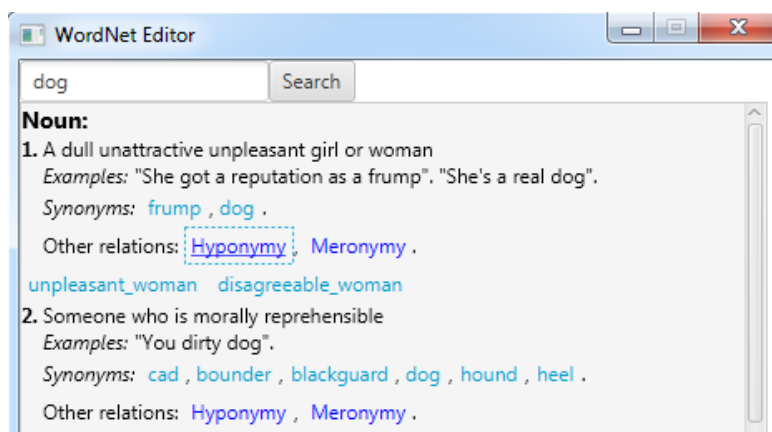 WordNet Editor
dog Search
Noun:
1. A dull unattractive unpleasant girl or woman
Examples: "She got a reputation as a frump". "She's a real dog".
Synonyms: frump , dog .
Other relations: Hyponymy , Meronymy .
unpleasant_woman disagreeable_woman
2. Someone who is morally reprehensible
Examples: "You dirty dog".
Synonyms: cad , bounder , blackguard , dog , hound , heel .
Other relations: Hyponymy , Meronymy .